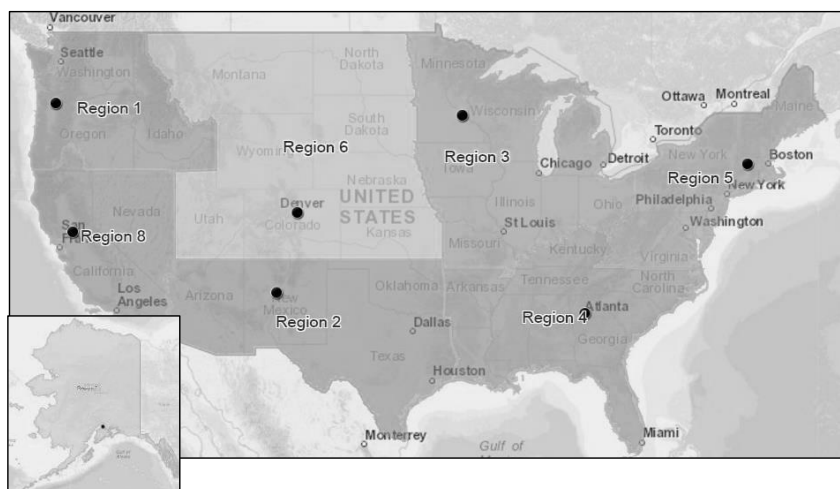 Vancouver
Seattle
Washington
Montana
North
Dakota
Minnesota
Ottawa
Montreal
Maine
Region 1
Oregon
Idaho
South
Dakota
Wisconsin
Toronto
Region 6
Wyoming
Region 3
Iowa
Chicago
Detroit
New York
Boston
Region 5
New York
Nebraska
UNITED
STATES
Denver
Colorado
Utah
Kansas
Nevada
San
Region 8
California
Illinois
Ohio
Philadelphia
St Louis
Washington
Missouri
Kentucky
Virginia
Los
Angeles
Arizona
New
Mexico
Region 2
Oklahoma
Arkansas
Tennessee
North
Carolina
Atlanta
Region 4
Georgia
Dallas
Texas
Houston
Monterrey
Miami
Gulf of